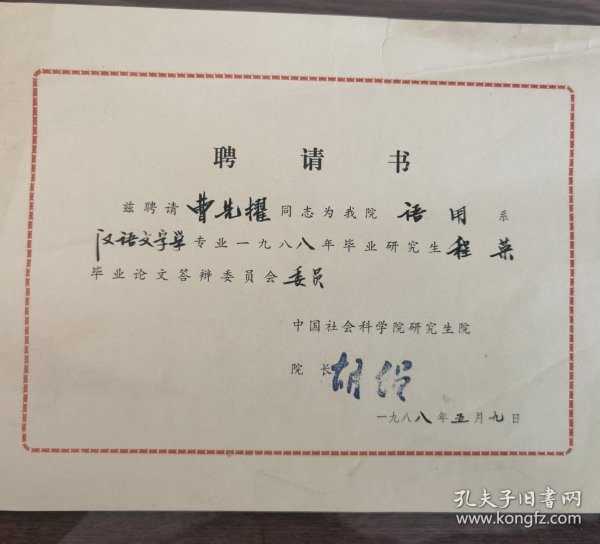 聘请书
兹聘请曹先擢同志为我院语用系
汉语文字学专业一九八八年毕业研究生程荣
毕业论文答辩委员会委员
中国社会科学院研究生院
院长 胡绳
一九八八年五月九日
孔夫子旧书网
www.kongfz.com